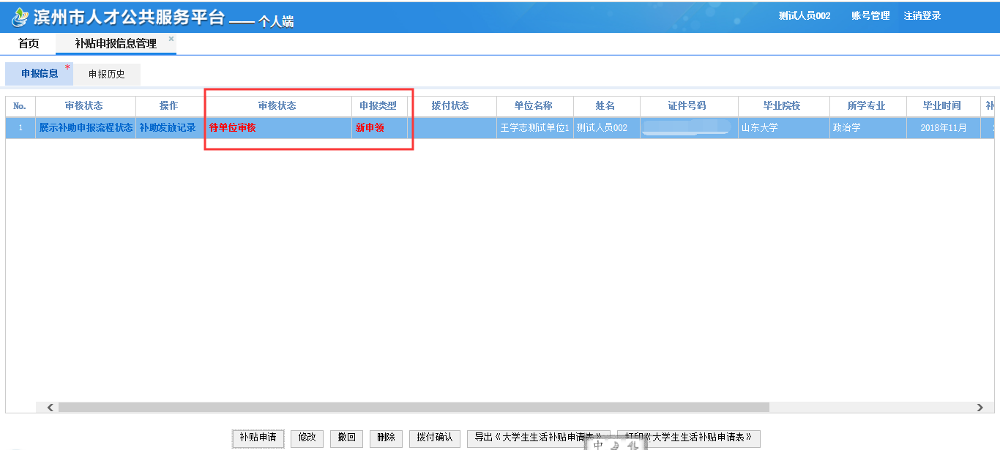 滨州市人才公共服务平台 —— 个人端
测试人员002 账号管理 注销登录
首页 补贴申报信息管理 ×
申报信息 * 申报历史
No. 审核状态 操作 审核状态 申报类型 拨付状态 单位名称 姓名 证件号码 毕业院校 所学专业 毕业时间 补
1 展示补助申报流程状态 补助发放记录 待单位审核 新申领 王学志测试单位1 测试人员002 山东大学 政治学 2018年11月
补贴申请 修改 撤回 删除 拨付确认 导出《大学生生活补贴申请表》 打印《大学生生活补贴申请表》
中